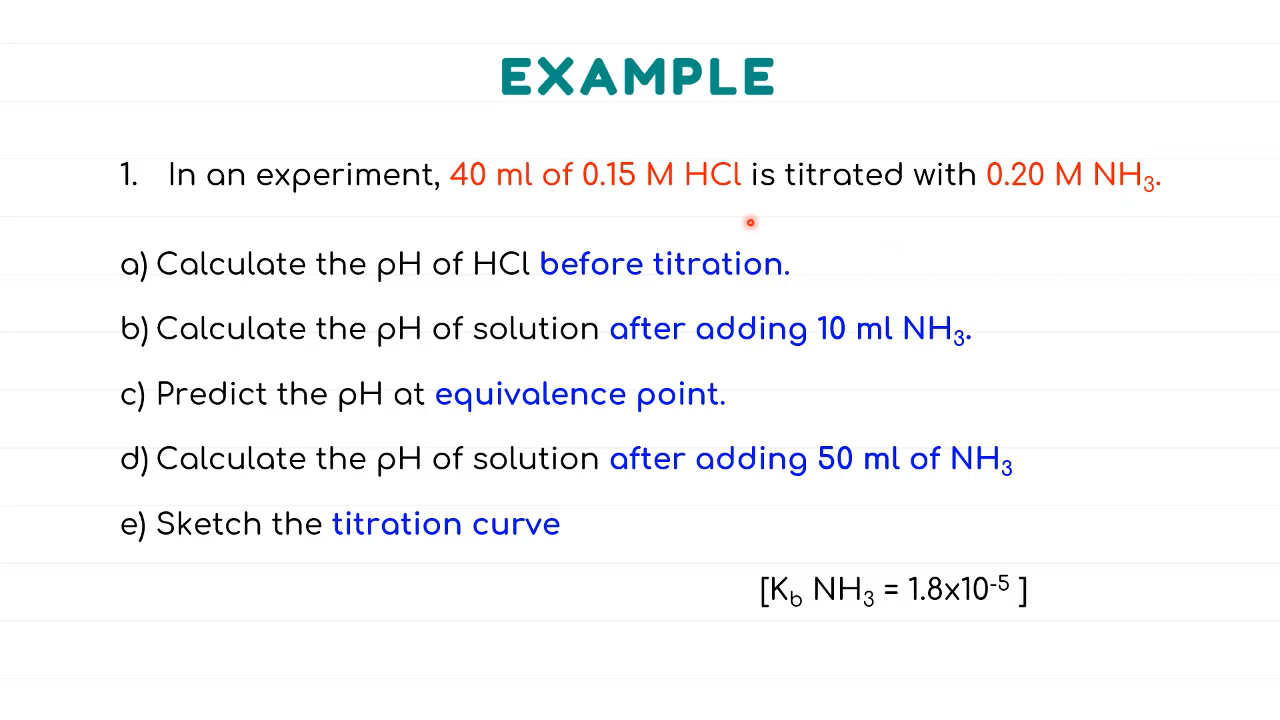 EXAMPLE
1. In an experiment, 40 ml of 0.15 M HCl is titrated with 0.20 M NH₃.
a) Calculate the pH of HCl before titration.
b) Calculate the pH of solution after adding 10 ml NH₃.
c) Predict the pH at equivalence point.
d) Calculate the pH of solution after adding 50 ml of NH₃
e) Sketch the titration curve
[K_b NH₃ = 1.8x10⁻⁵ ]